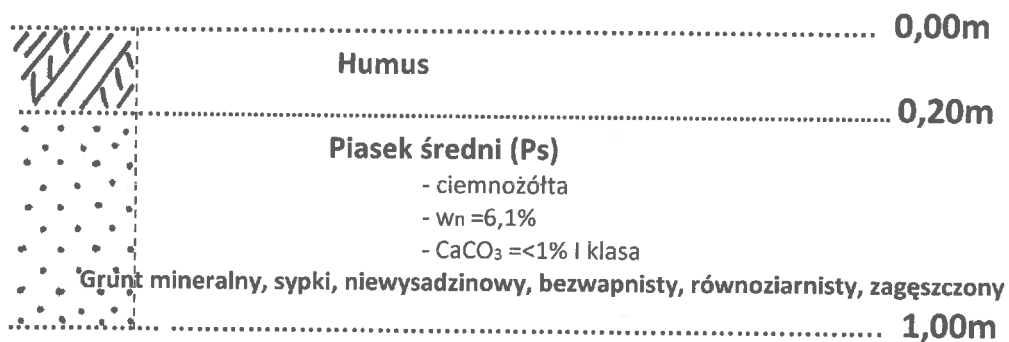 0,00m
Humus
0,20m
Piasek średni (Ps)
- ciemnożółta
- wn =6,1%
- CaCO₃ =<1% I klasa
Grunt mineralny, sypki, niewysadzinowy, bezwapnisty, równoziarnisty, zagęszczony
1,00m